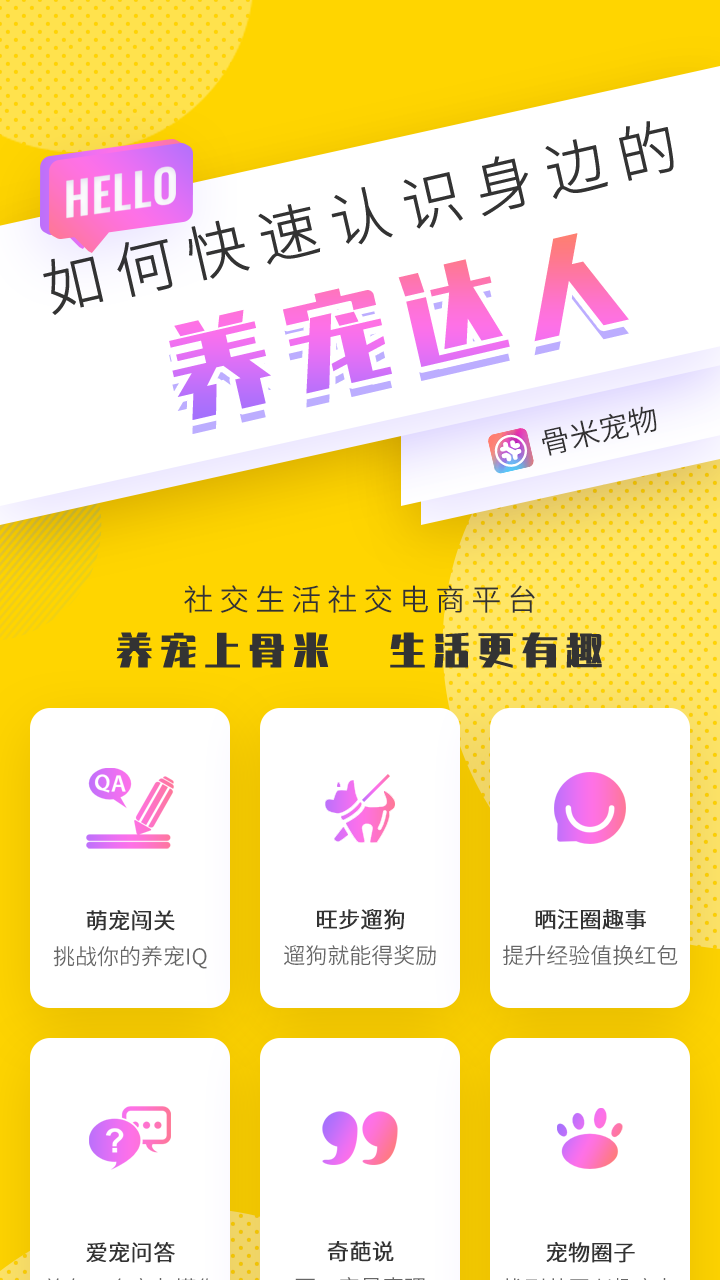 HELLO
如何快速认识身边的
养宠达人
骨米宠物
社交生活社交电商平台
养宠上骨米 生活更有趣
QA
萌宠闯关
挑战你的养宠IQ
旺步遛狗
遛狗就能得奖励
晒汪圈趣事
提升经验值换红包
?
爱宠问答
奇葩说
宠物圈子